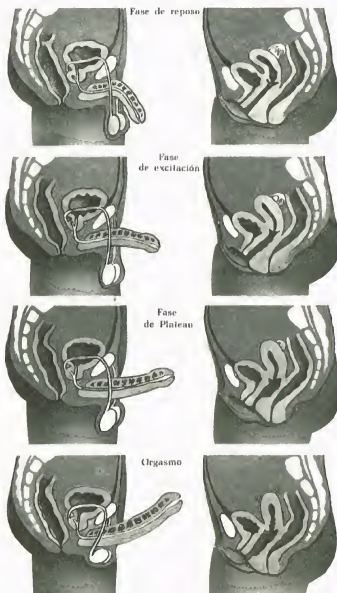 Fase de reposo
Fase
de excitación
Fase
de Plateau
Orgasmo